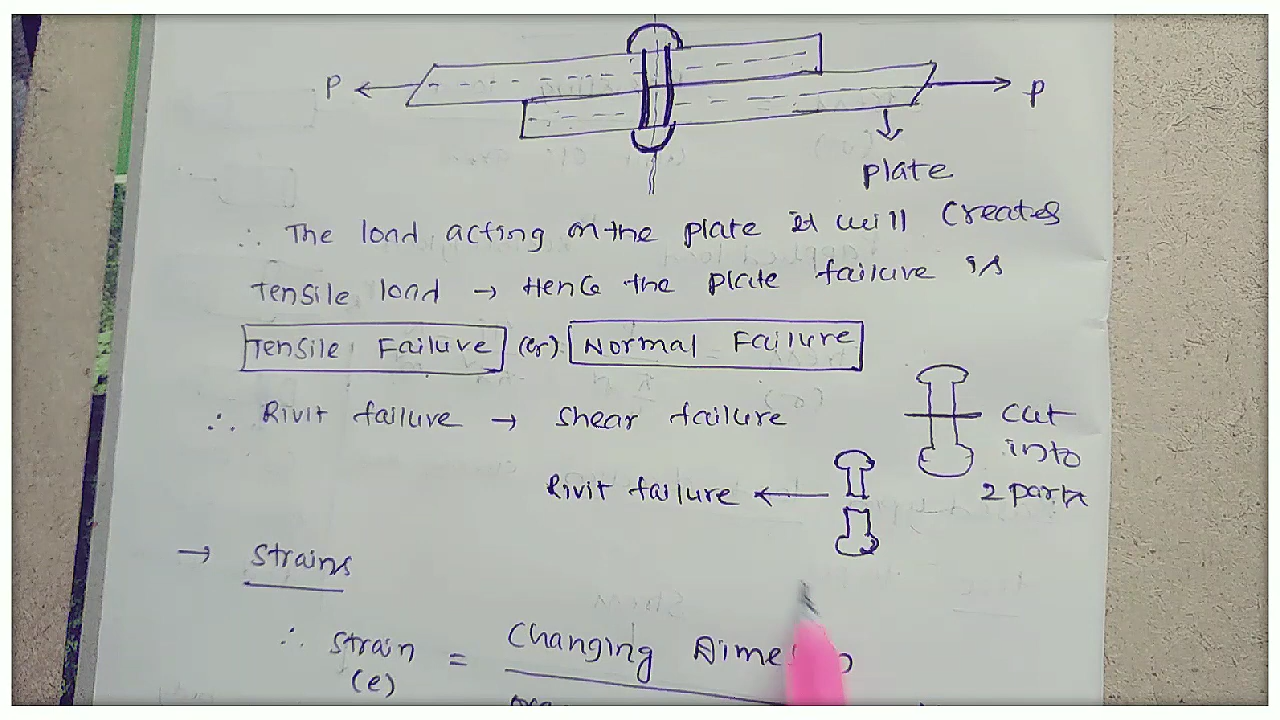 P
P
plate
∴ The load acting on the plate it will Creates
Tensile load → Hence the plate failure is
Tensile Failure (or) Normal Failure
∴ Rivit failure → Shear failure
cut
into
2 parts
Rivit failure ←
→ Strains
∴ Strain = Changing
(e)